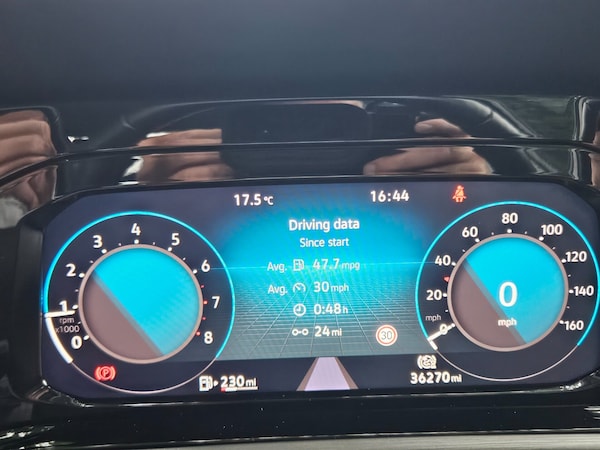 17.5°C
16:44
Driving data
Since start
Avg. 47.7 mpg
Avg. 30 mph
0:48 h
24 mi
30
0
1
2
3
4
5
6
7
8
rpm
x1000
0
20
40
60
80
100
120
140
160
mph
0
mph
P
230 mi
36270 mi